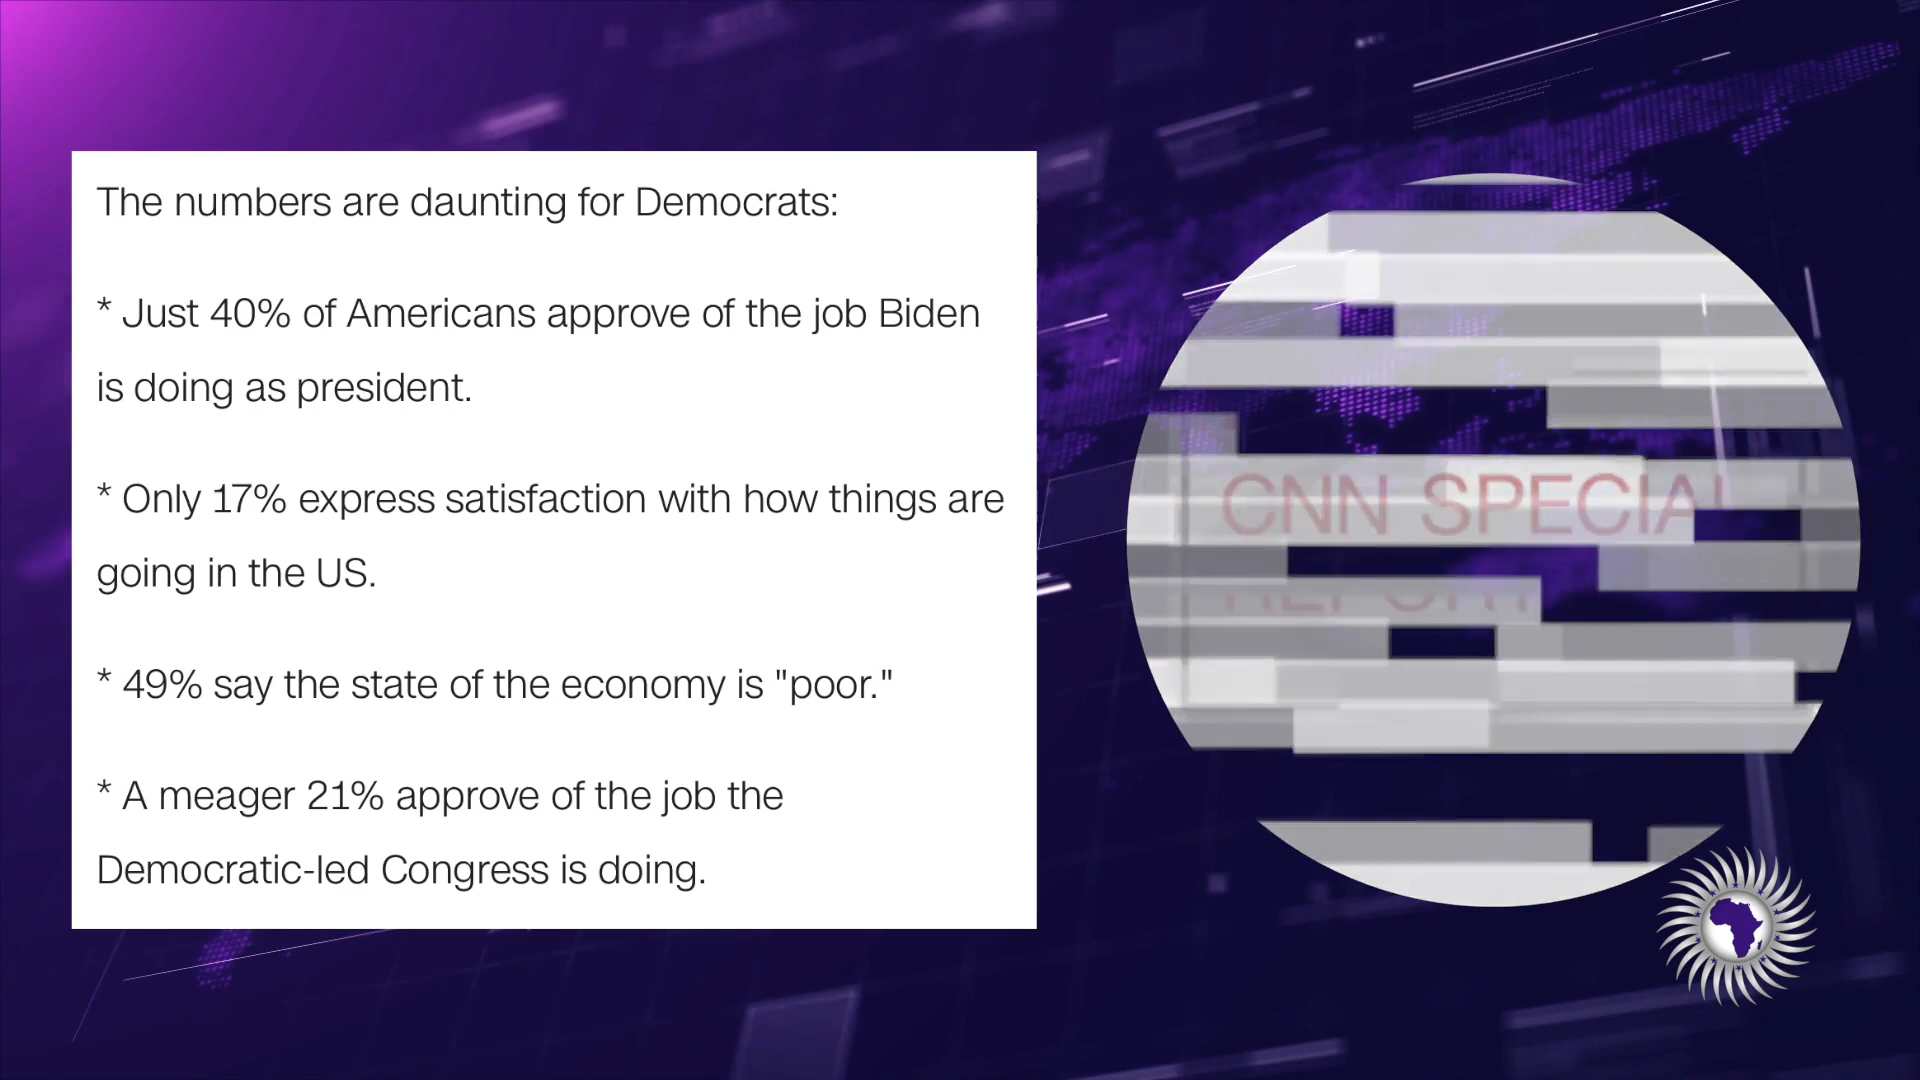 The numbers are daunting for Democrats:
* Just 40% of Americans approve of the job Biden
is doing as president.
* Only 17% express satisfaction with how things are
going in the US.
* 49% say the state of the economy is "poor."
* A meager 21% approve of the job the
Democratic-led Congress is doing.
CNN SPECIAL
REPORT